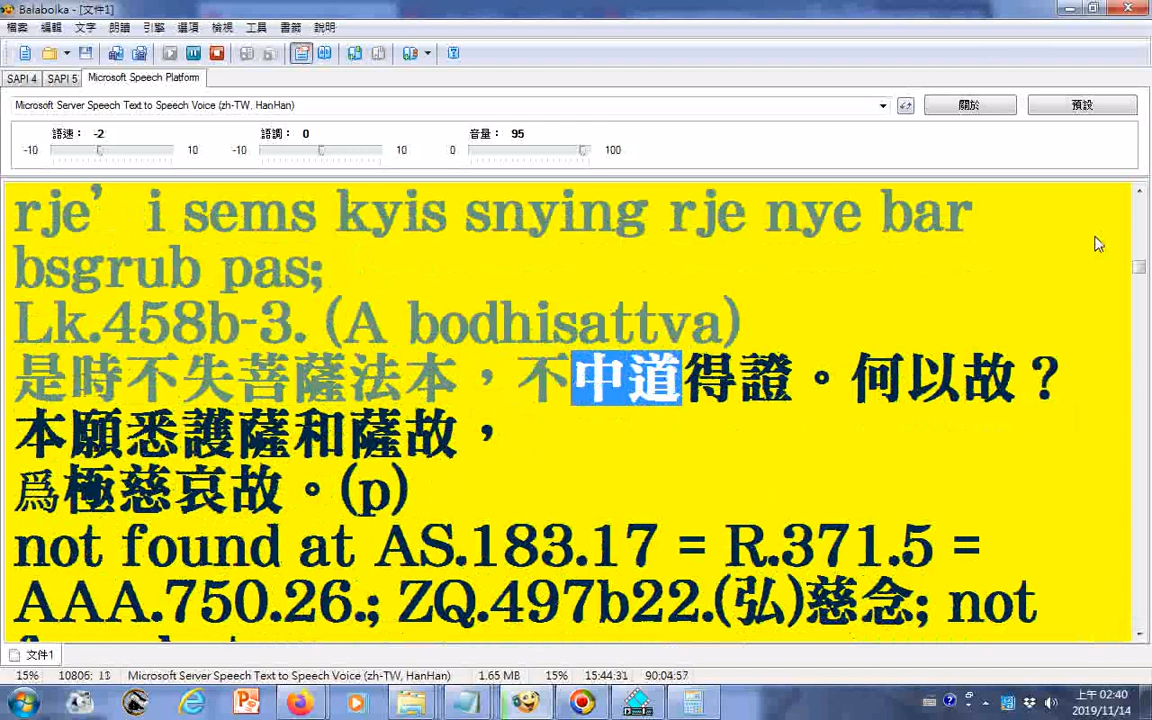 Balabolka - [文件1]
檔案 編輯 文字 朗讀 引擎 選項 檢視 工具 書籤 說明
SAPI 4 SAPI 5 Microsoft Speech Platform
Microsoft Server Speech Text to Speech Voice (zh-TW, HanHan) 關於 預設
語速： -2 語調： 0 音量： 95
-10 10 -10 10 0 100
rje’i sems kyis snying rje nye bar
bsgrub pas;
Lk.458b-3. (A bodhisattva)
是時不失菩薩法本，不中道得證。何以故？
本願悉護薩和薩故，
爲極慈哀故。(p)
not found at AS.183.17 = R.371.5 =
AAA.750.26.; ZQ.497b22.(弘)慈念; not
文件1
15% 10806: 13 Microsoft Server Speech Text to Speech Voice (zh-TW, HanHan) 1.65 MB 15% 15:44:31 90:04:57
上午 02:40
2019/11/14